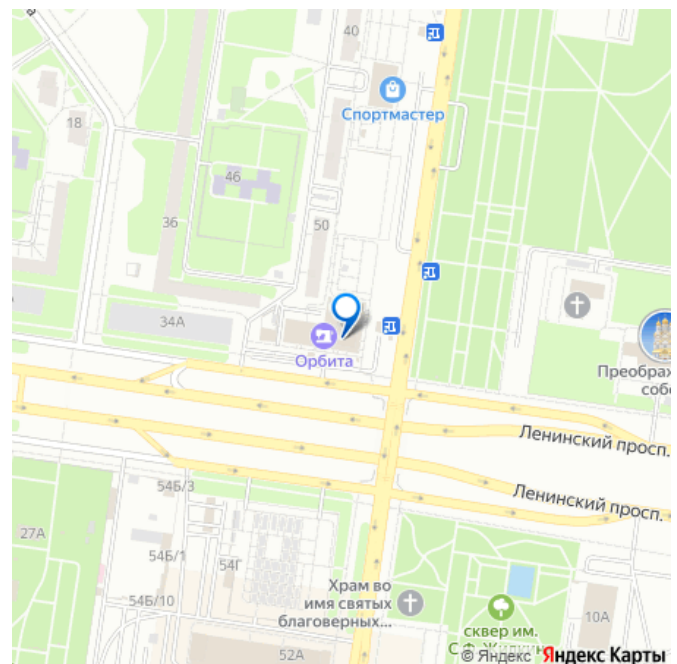 40
Спортмастер
18
46
36
50
34А
Орбита
Преображ
собо
Ленинский просп.
Ленинский просп.
54Б/3
27А
54Б/1
54Г
54Б/10
Храм во
имя святых
благоверных...
сквер им.
С.Ф. Жилкин
10А
52А
© Яндекс Яндекс Карты